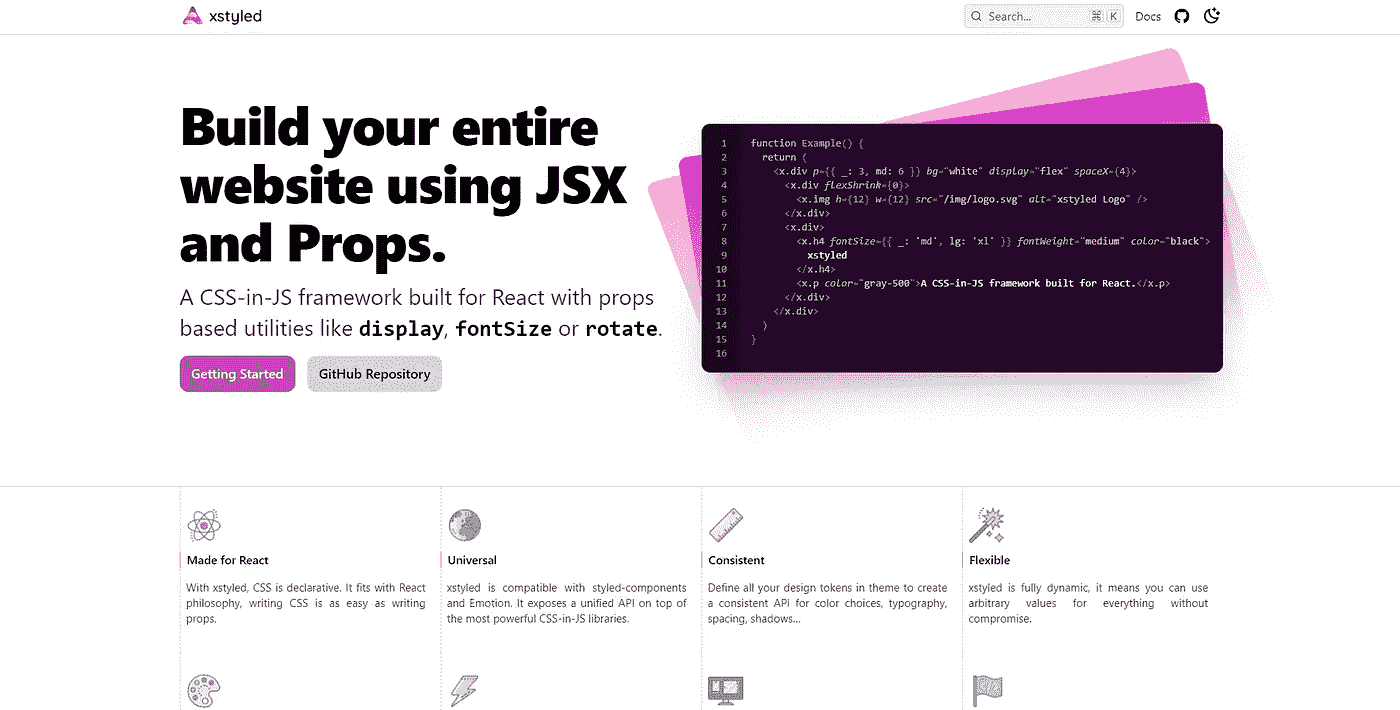 xstyled
Search...
⌘ K
Docs
Build your entire
website using JSX
and Props.
A CSS-in-JS framework built for React with props
based utilities like display, fontSize or rotate.
Getting Started
GitHub Repository
1 function Example() {
2 return (
3 <x.div p={{ _: 3, md: 6 }} bg="white" display="flex" spaceX={4}>
4 <x.div flexShrink={0}>
5 <x.img h={12} w={12} src="/img/logo.svg" alt="xstyled Logo" />
6 </x.div>
7 <x.div>
8 <x.h4 fontSize={{ _: 'md', lg: 'xl' }} fontWeight="medium" color="black">
9 xstyled
10 </x.h4>
11 <x.p color="gray-500">A CSS-in-JS framework built for React.</x.p>
12 </x.div>
13 </x.div>
14 )
15 }
16
Made for React
With xstyled, CSS is declarative. It fits with React
philosophy, writing CSS is as easy as writing
props.
Universal
xstyled is compatible with styled-components
and Emotion. It exposes a unified API on top of
the most powerful CSS-in-JS libraries.
Consistent
Define all your design tokens in theme to create
a consistent API for color choices, typography,
spacing, shadows...
Flexible
xstyled is fully dynamic, it means you can use
arbitrary values for everything without
compromise.